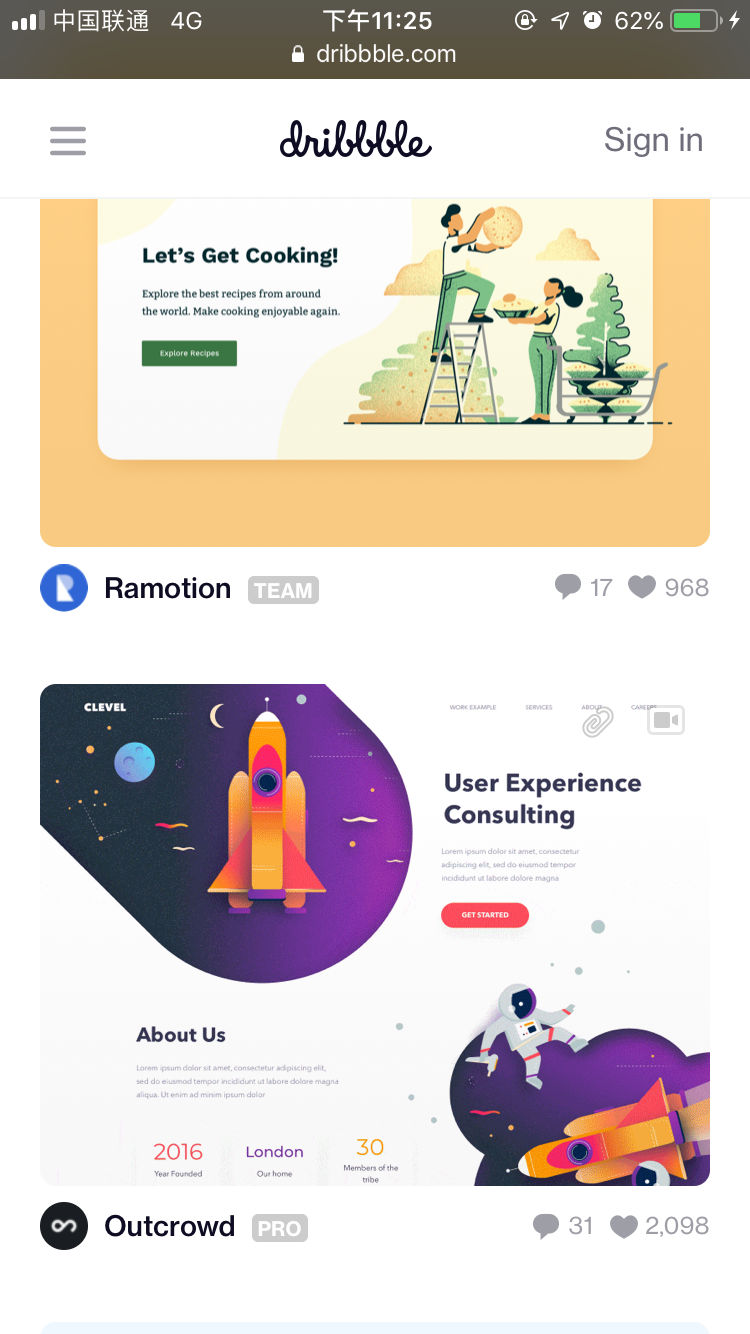 中国联通 4G 下午11:25 62%
dribbble.com
dribbble Sign in
Let's Get Cooking!
Explore the best recipes from around
the world. Make cooking enjoyable again.
Explore Recipes
Ramotion TEAM 17 968
CLEVEL WORK EXAMPLE SERVICES ABOUT CAREERS
User Experience
Consulting
Lorem ipsum dolor sit amet, consectetur
adipiscing elit, sed do eiusmod tempor
incididunt ut labore dolore magna
GET STARTED
About Us
Lorem ipsum dolor sit amet, consectetur adipiscing elit,
sed do eiusmod tempor incididunt ut labore dolore magna
aliqua. Ut enim ad minim ipsum dolor
2016 London 30
Year Founded Our home Members of the
tribe
Outcrowd PRO 31 2,098